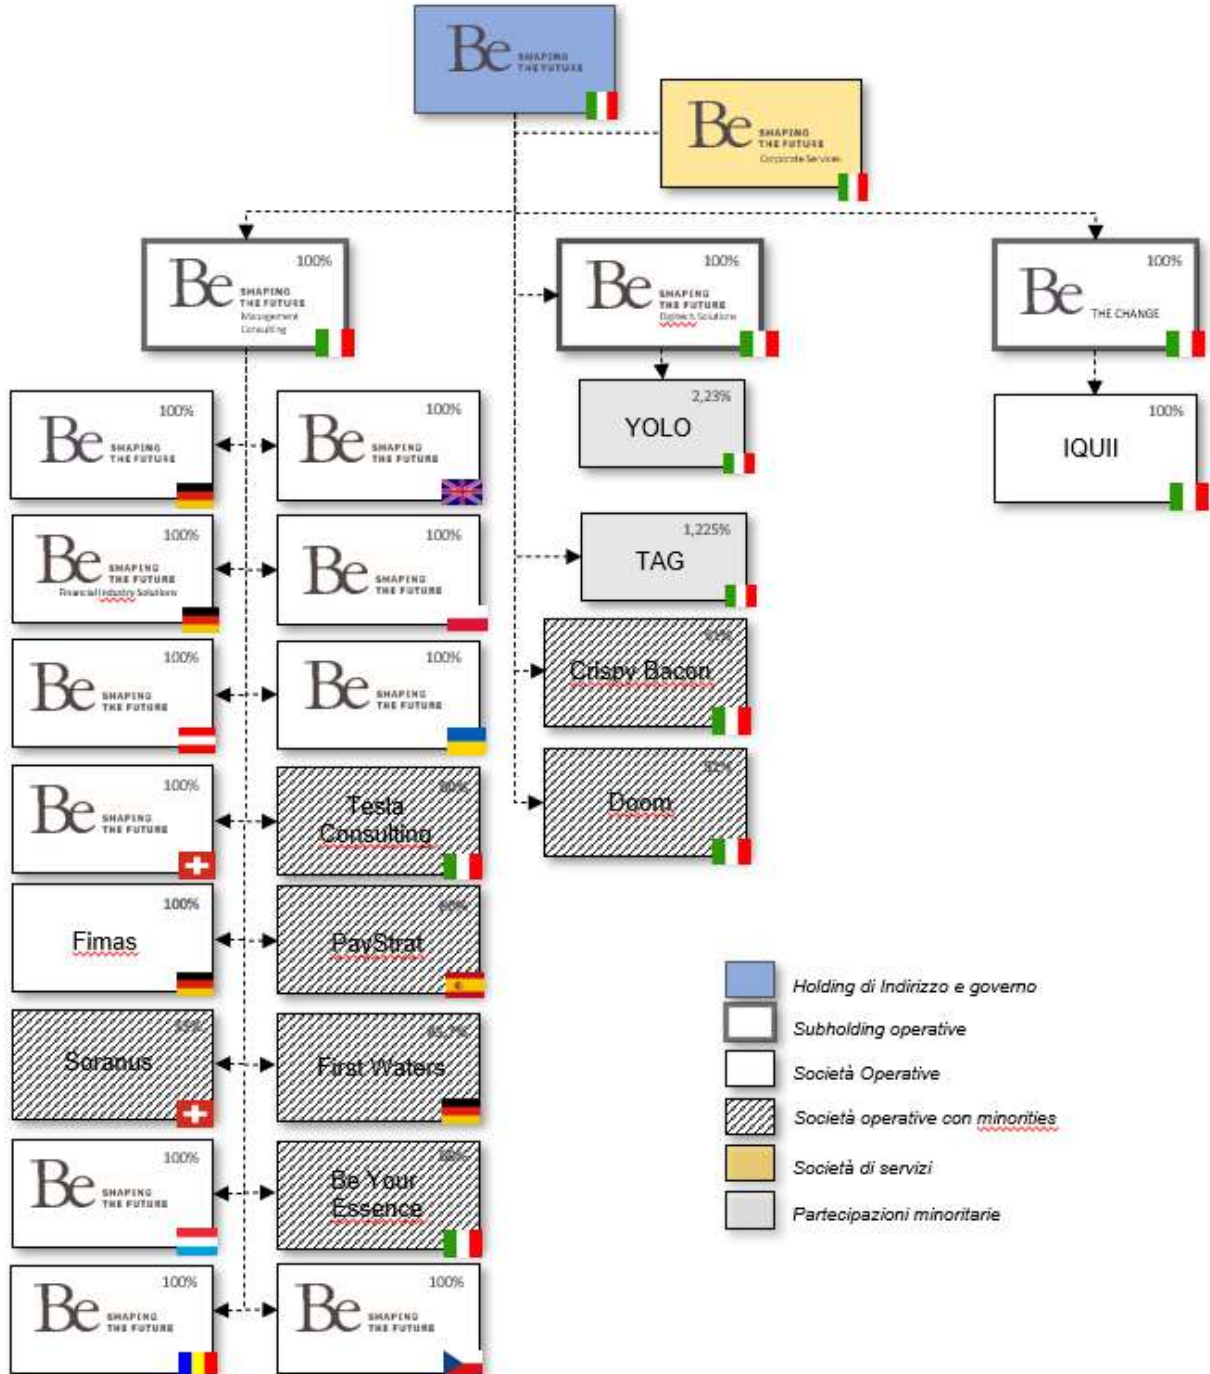 Be SHAPING
THE FUTURE
Be SHAPING
THE FUTURE
Corporate Services
100%
Be SHAPING
THE FUTURE
Management
Consulting
100%
Be SHAPING
THE FUTURE
Digitech Solutions
100%
Be THE CHANGE
100%
Be SHAPING
THE FUTURE
100%
Be SHAPING
THE FUTURE
2,23%
YOLO
100%
IQUII
100%
Be SHAPING
THE FUTURE
Financial Industry Solutions
100%
Be SHAPING
THE FUTURE
1,225%
TAG
100%
Be SHAPING
THE FUTURE
100%
Be SHAPING
THE FUTURE
Crispy Bacon
100%
Be SHAPING
THE FUTURE
Tesla
Consulting
51%
Doom
100%
Fimas
PayStrat
Soranus
85,7%
First Waters
100%
Be SHAPING
THE FUTURE
Be Your
Essence
100%
Be SHAPING
THE FUTURE
100%
Be SHAPING
THE FUTURE
Holding di Indirizzo e governo
Subholding operative
Società Operative
Società operative con minorities
Società di servizi
Partecipazioni minoritarie